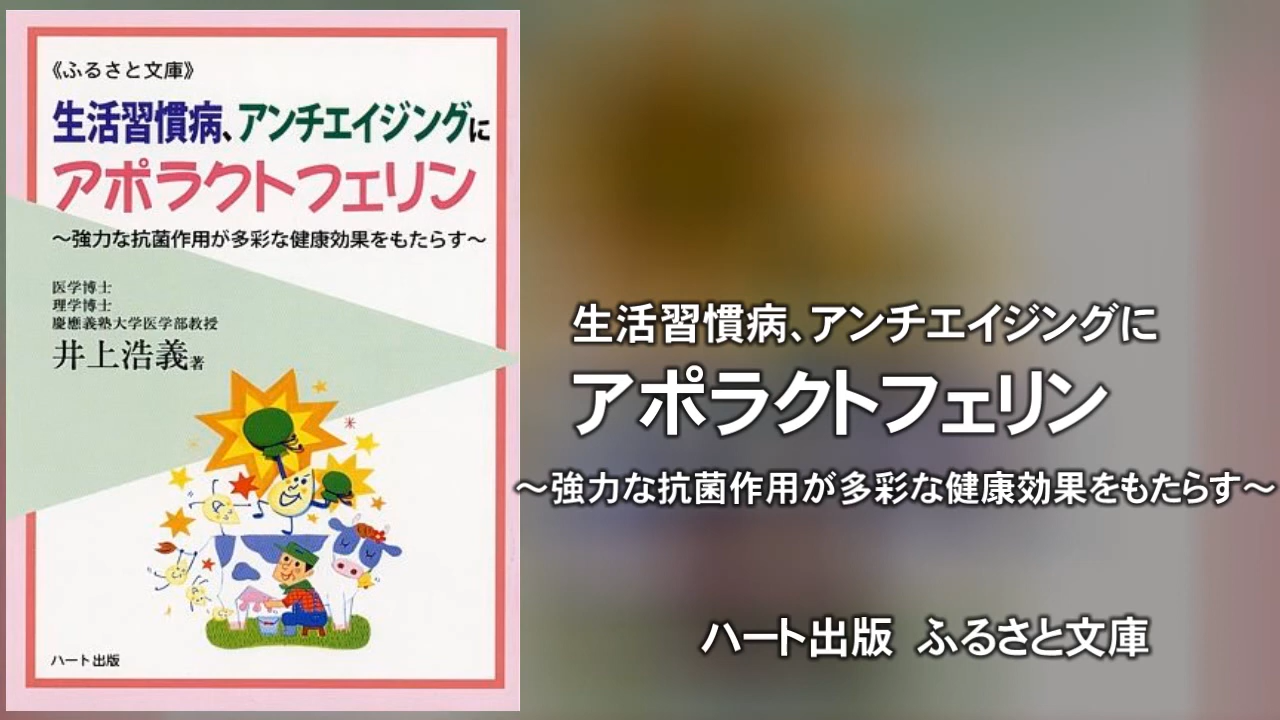 《ふるさと文庫》
生活習慣病、アンチエイジングに
アポラクトフェリン
～強力な抗菌作用が多彩な健康効果をもたらす～
医学博士
理学博士
慶應義塾大学医学部教授
井上浩義著
米
ハート出版
生活習慣病、アンチエイジングに
アポラクトフェリン
～強力な抗菌作用が多彩な健康効果をもたらす～
ハート出版 ふるさと文庫